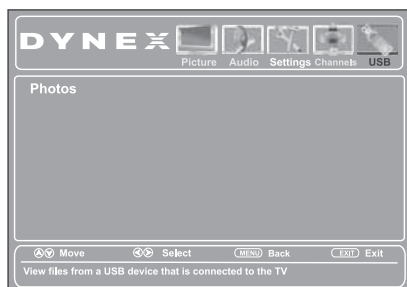 DYNEX
Picture Audio Settings Channels USB
Photos
Move Select MENU Back EXIT Exit
View files from a USB device that is connected to the TV